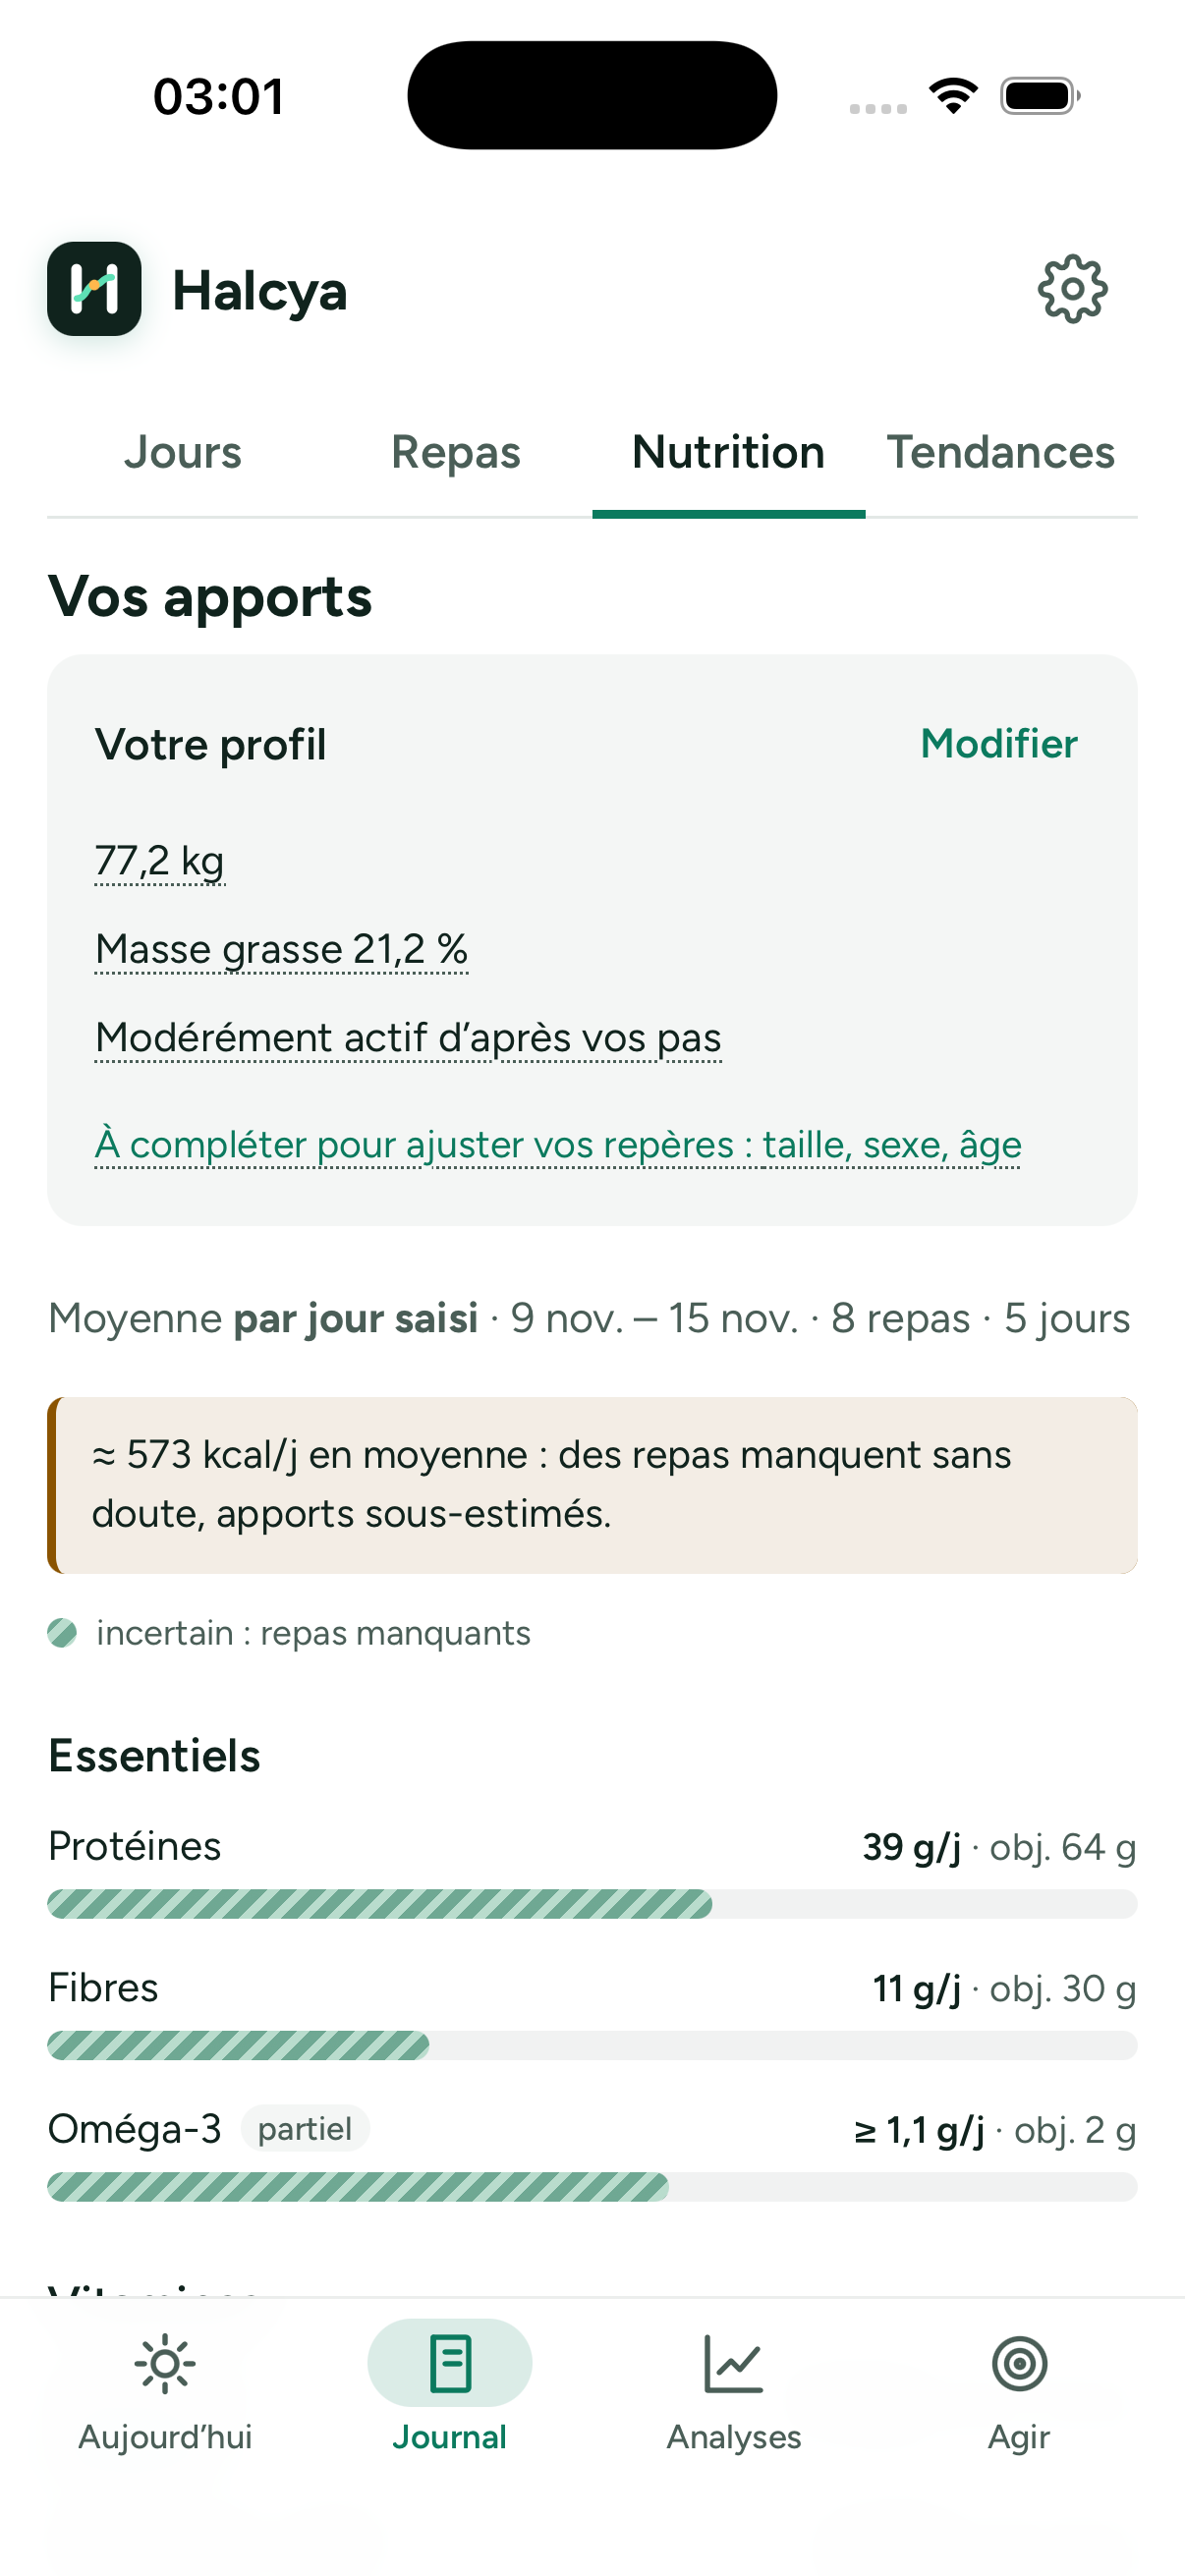 03:01
Halcya
Jours Repas Nutrition Tendances
Vos apports
Votre profil Modifier
77,2 kg
Masse grasse 21,2 %
Modérément actif d’après vos pas
À compléter pour ajuster vos repères : taille, sexe, âge
Moyenne par jour saisi · 9 nov. – 15 nov. · 8 repas · 5 jours
≈ 573 kcal/j en moyenne : des repas manquent sans
doute, apports sous-estimés.
incertain : repas manquants
Essentiels
Protéines 39 g/j · obj. 64 g
Fibres 11 g/j · obj. 30 g
Oméga-3 partiel ≥ 1,1 g/j · obj. 2 g
Aujourd’hui Journal Analyses Agir